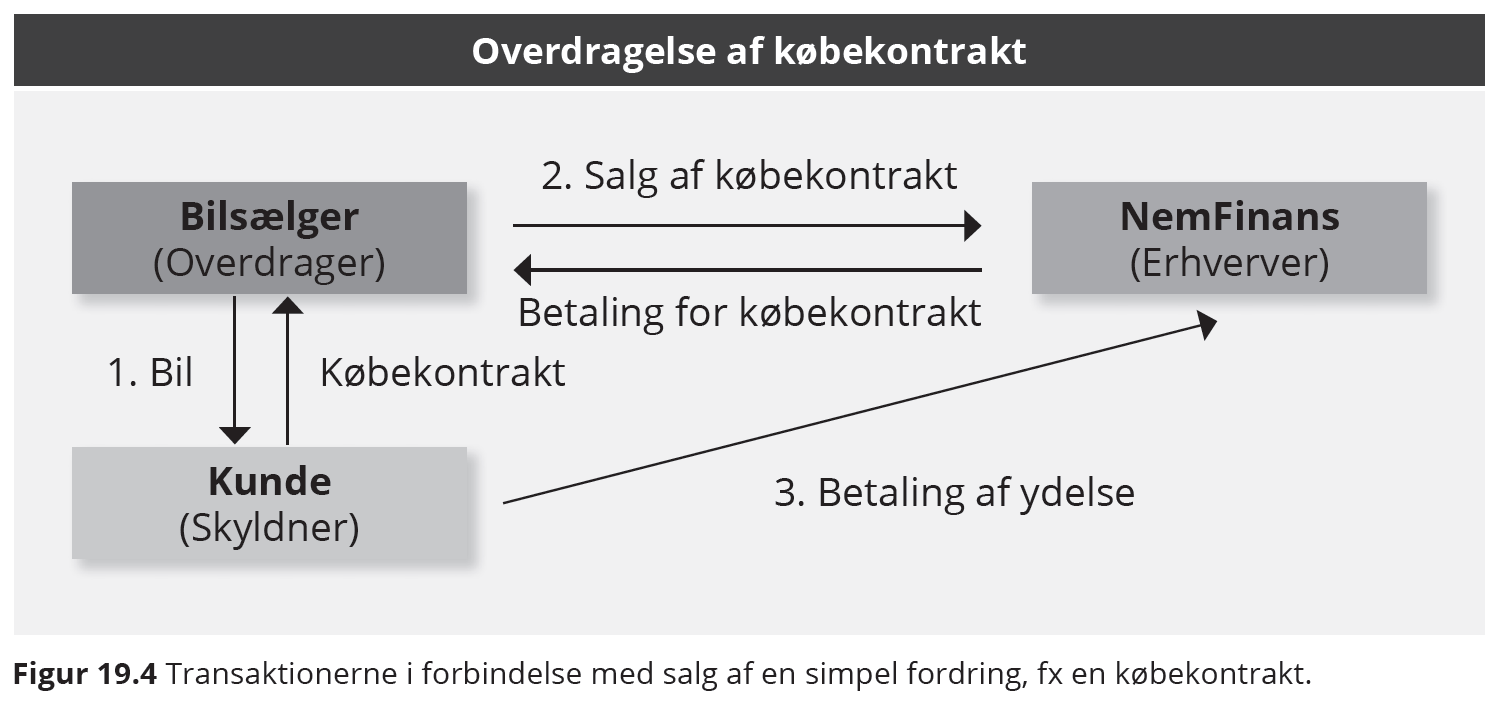 Overdragelse af købekontrakt
2. Salg af købekontrakt
Bilsælger
(Overdrager)
NemFinans
(Erhverver)
Betaling for købekontrakt
1. Bil
Købekontrakt
Kunde
(Skyldner)
3. Betaling af ydelse
Figur 19.4 Transaktionerne i forbindelse med salg af en simpel fordring, fx en købekontrakt.